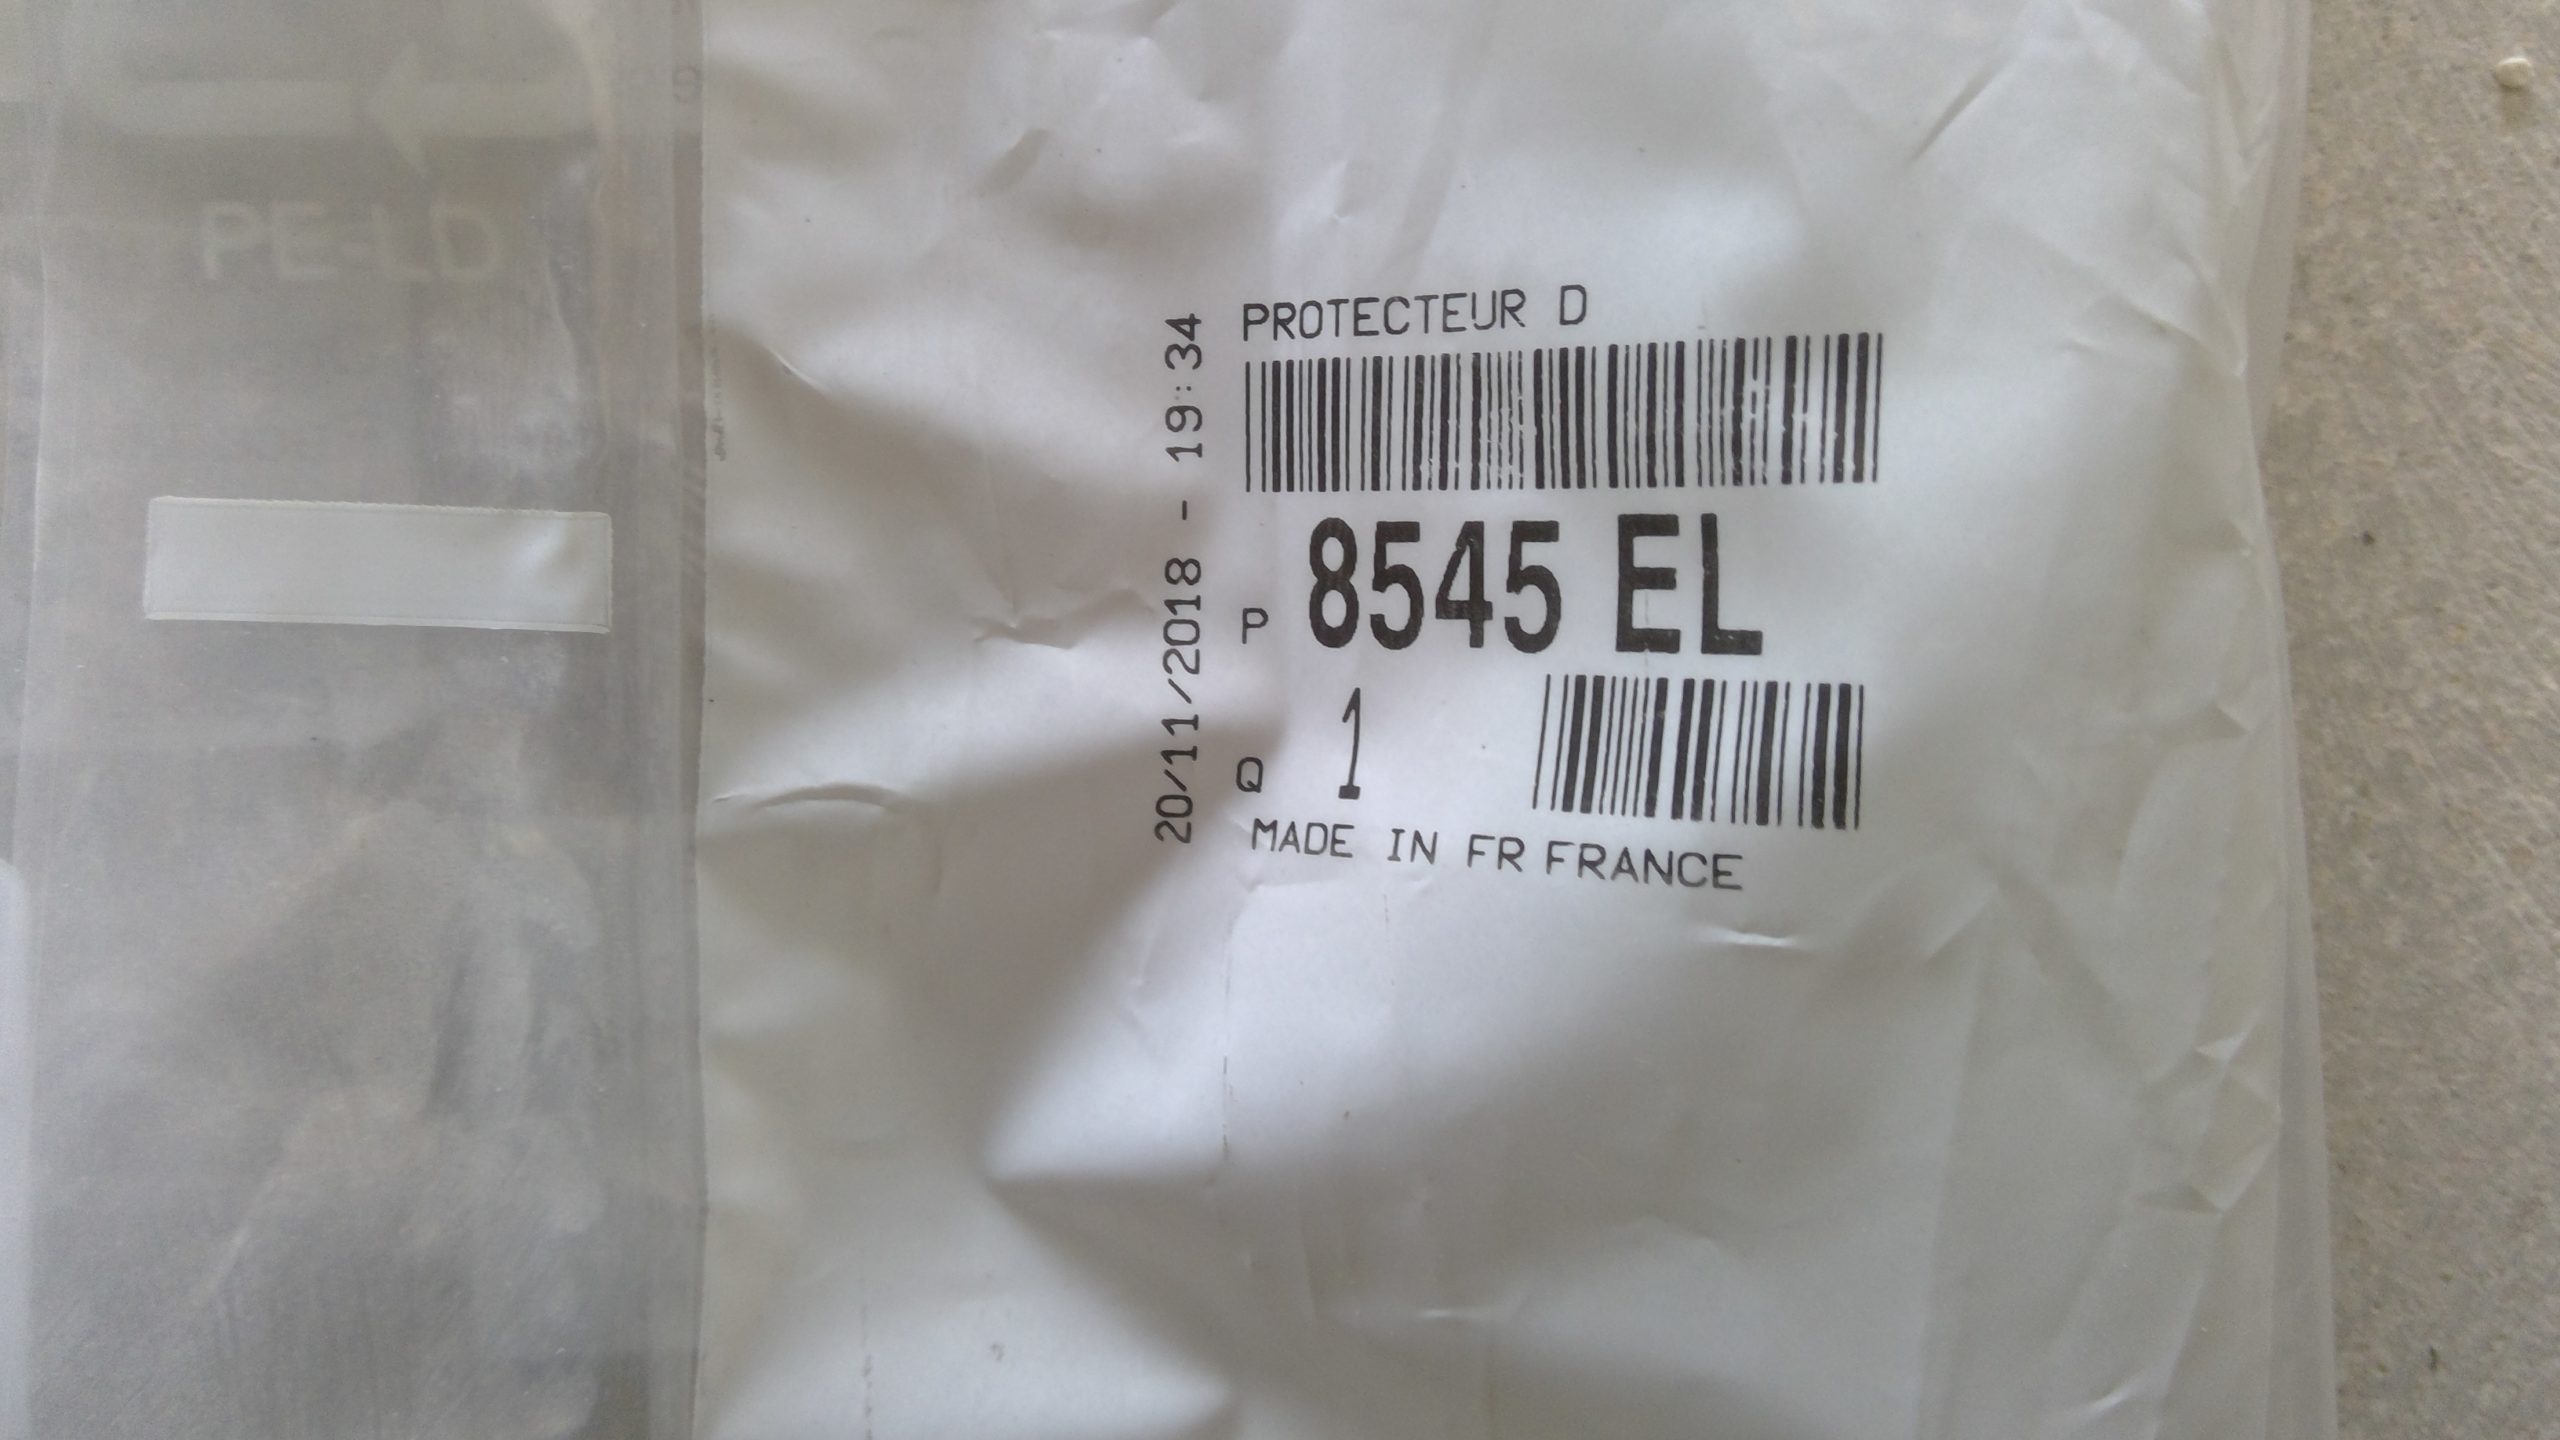 PE-LD
PROTECTEUR D
20/11/2018 - 19:34
P 8545 EL
Q 1
MADE IN FR FRANCE